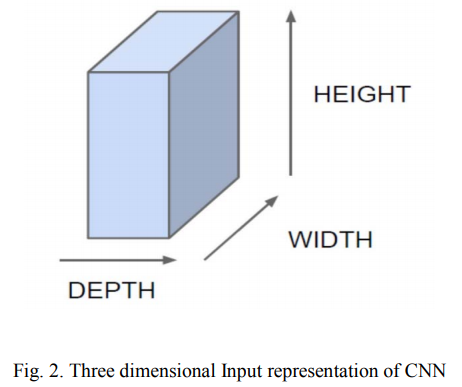 HEIGHT
WIDTH
DEPTH
Fig. 2. Three dimensional Input representation of CNN